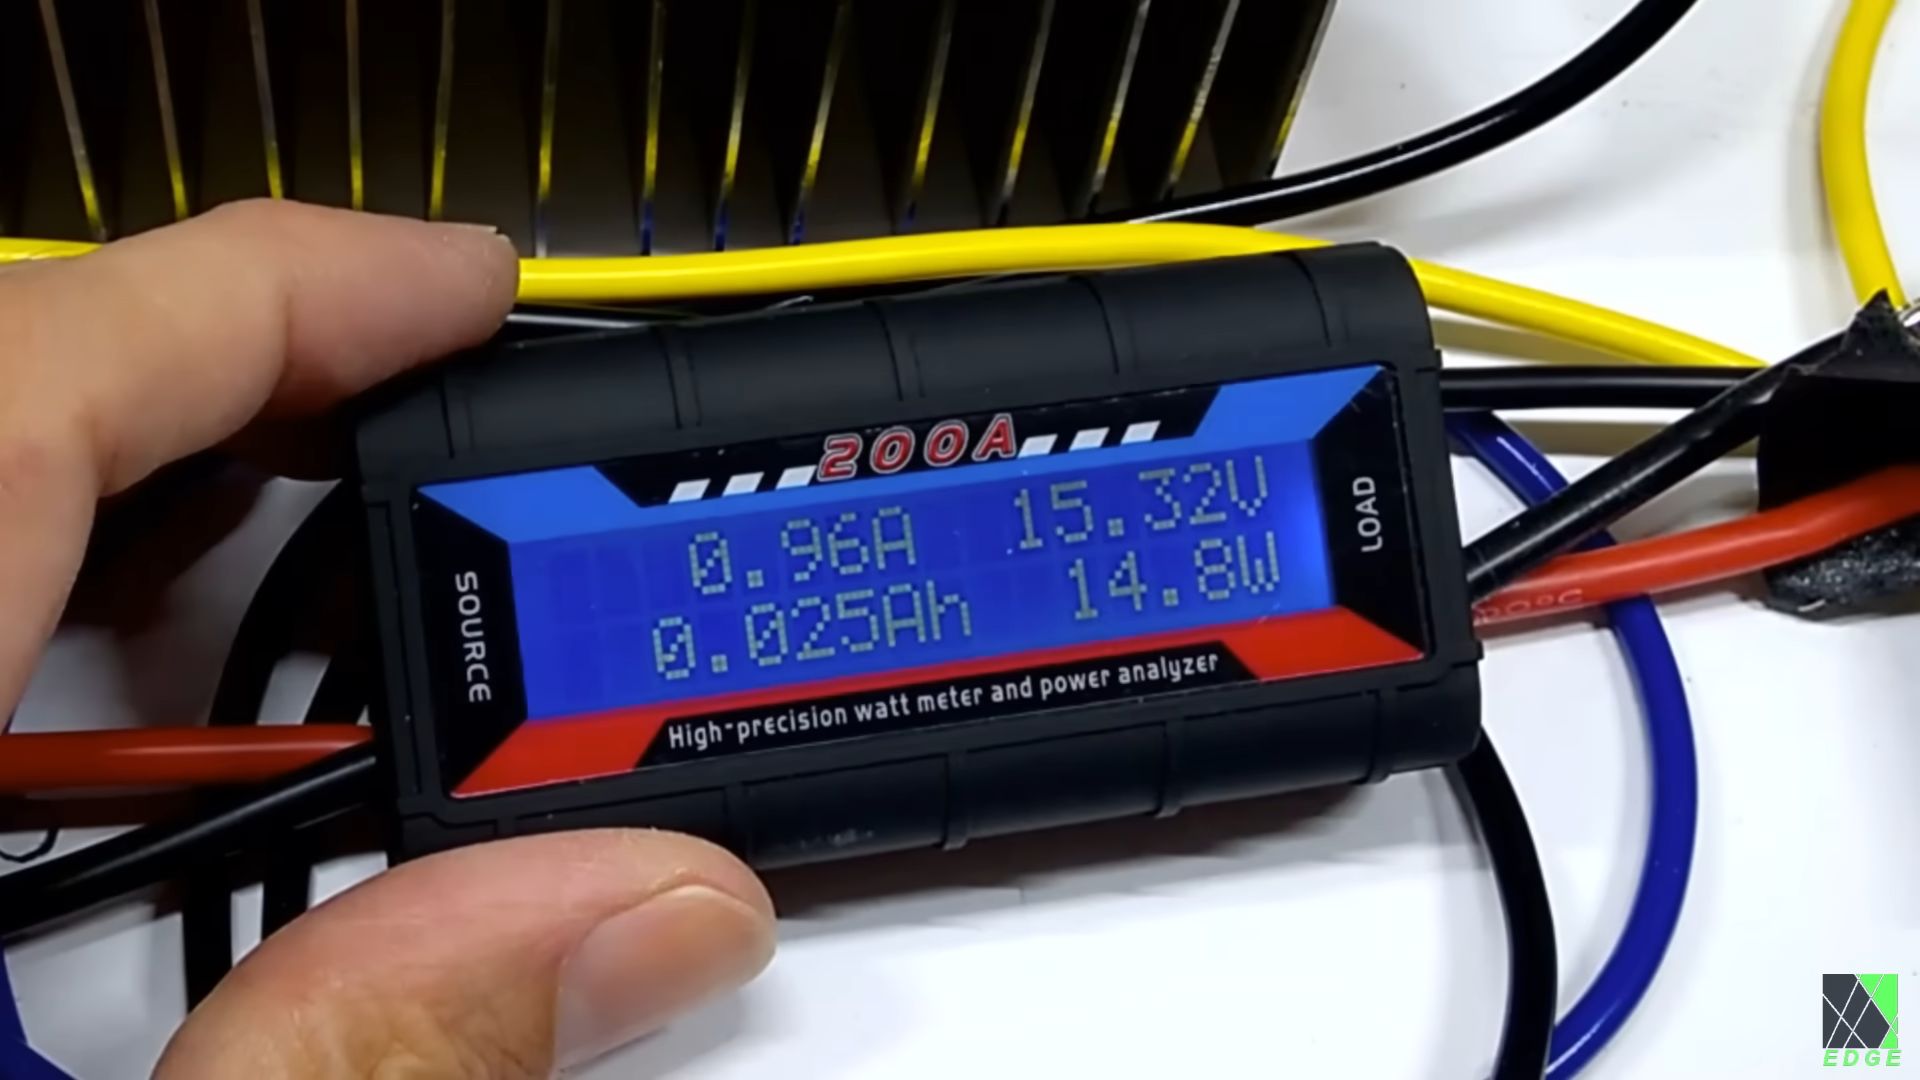 200A
0.96A 15.32V
0.025Ah 14.8W
SOURCE
LOAD
High-precision watt meter and power analyzer
EDGE